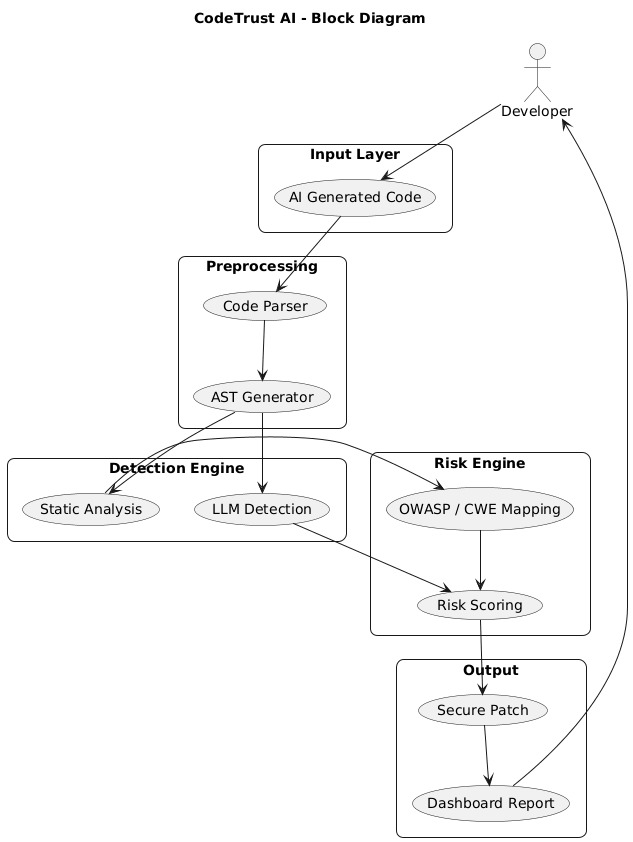 CodeTrust AI - Block Diagram
Developer
Input Layer
AI Generated Code
Preprocessing
Code Parser
AST Generator
Detection Engine
Static Analysis
LLM Detection
Risk Engine
OWASP / CWE Mapping
Risk Scoring
Output
Secure Patch
Dashboard Report